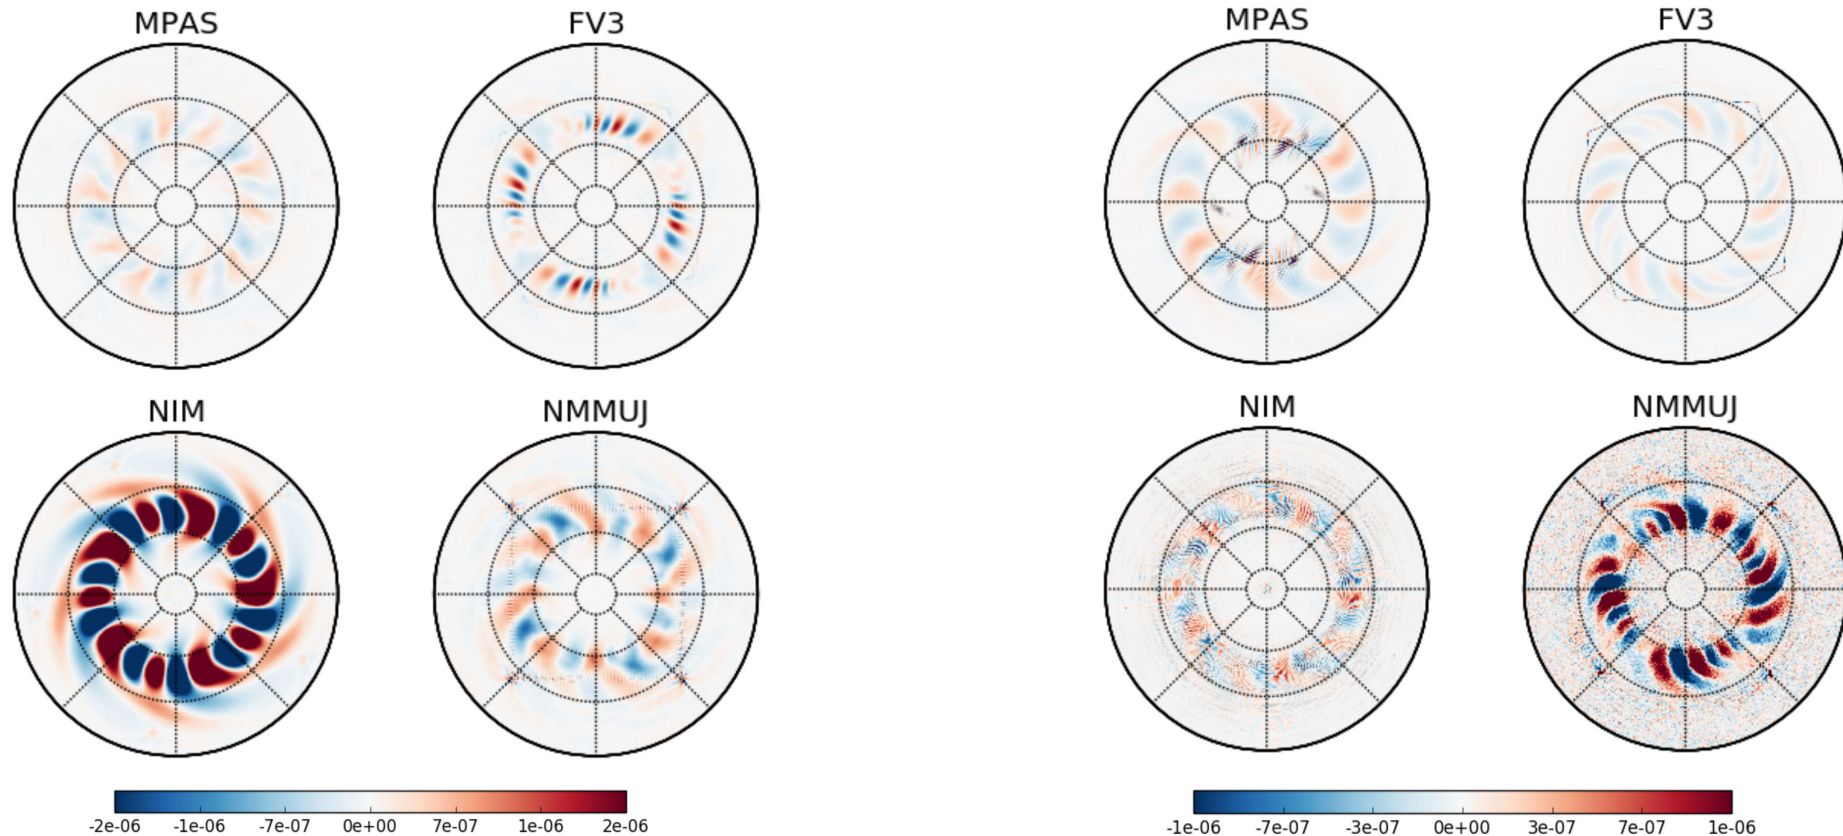 MPAS FV3 MPAS FV3
NIM NMMUJ NIM NMMUJ
-2e-06 -1e-06 -7e-07 0e+00 7e-07 1e-06 2e-06
-1e-06 -7e-07 -3e-07 0e+00 3e-07 7e-07 1e-06